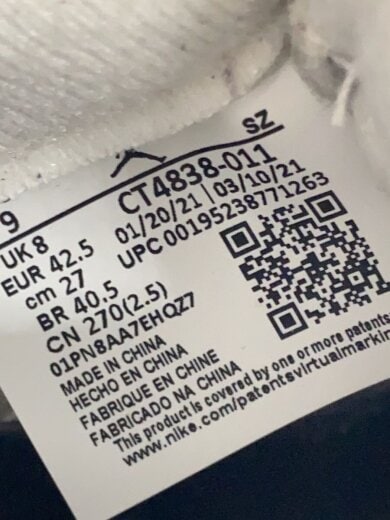 SZ
9 CT4838-011
UK 8 01/20/21 | 03/10/21
EUR 42.5 UPC 00195238771263
cm 27
BR 40.5
CN 270(2.5)
01PN8AA7EHQZ7
MADE IN CHINA
HECHO EN CHINA
FABRIQUE EN CHINE
FABRICADO NA CHINA
This product is covered by one or more patents
www.nike.com/patentsvirtualmarkin